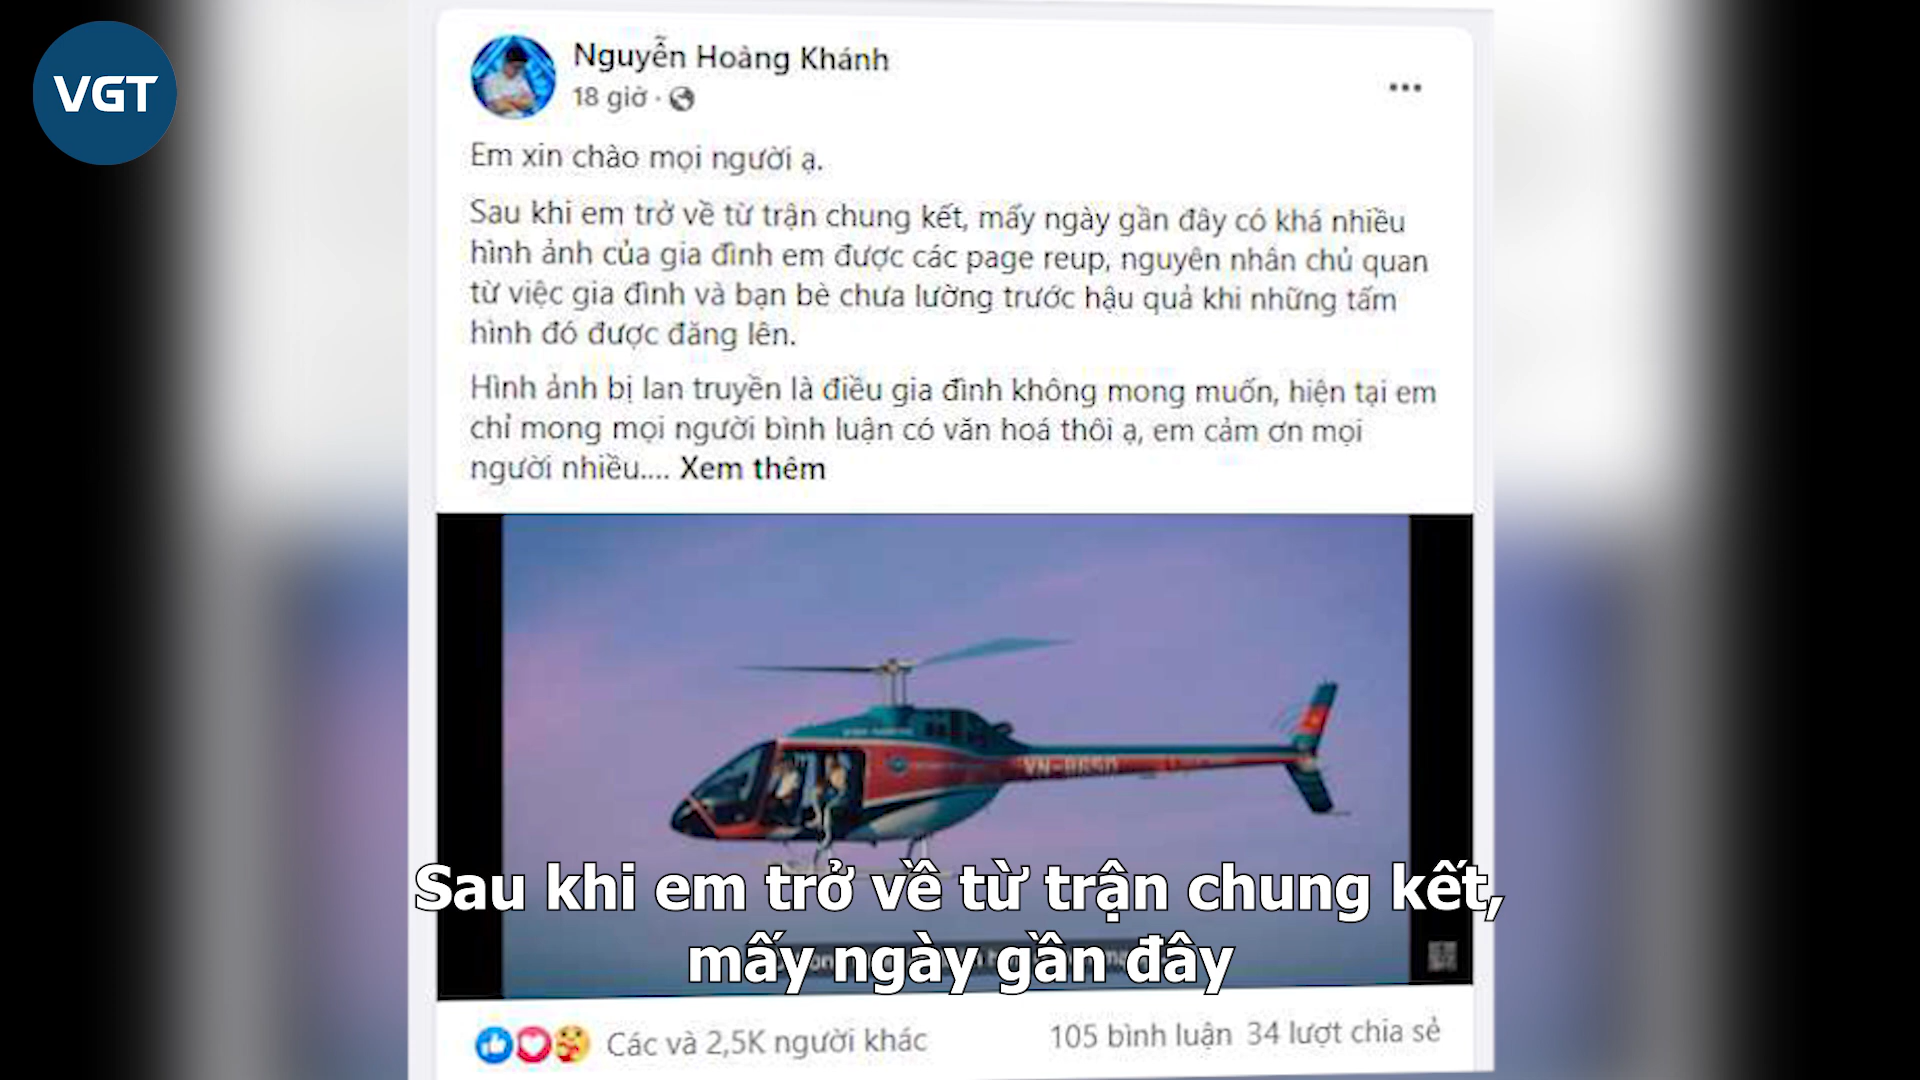 VGT
Nguyễn Hoàng Khánh
18 giờ ·
Em xin chào mọi người ạ.
Sau khi em trở về từ trận chung kết, mấy ngày gần đây có khá nhiều
hình ảnh của gia đình em được các page reup, nguyên nhân chủ quan
từ việc gia đình và bạn bè chưa lường trước hậu quả khi những tấm
hình đó được đăng lên.
Hình ảnh bị lan truyền là điều gia đình không mong muốn, hiện tại em
chỉ mong mọi người bình luận có văn hoá thôi ạ, em cảm ơn mọi
người nhiều.... Xem thêm
Sau khi em trở về từ trận chung kết,
mấy ngày gần đây
Các và 2,5K người khác
105 bình luận 34 lượt chia sẻ